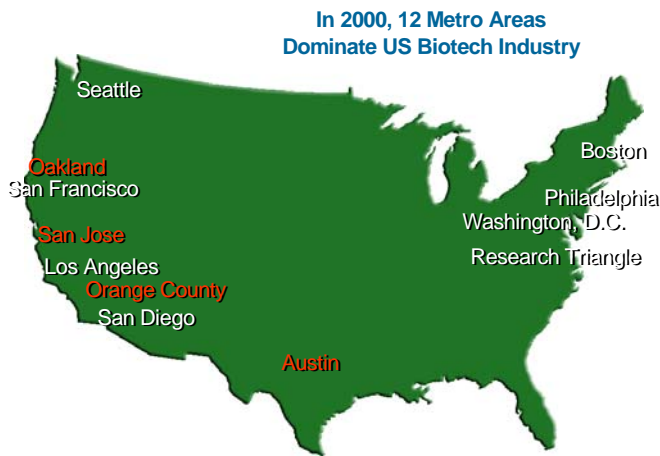 In 2000, 12 Metro Areas
Dominate US Biotech Industry
Seattle
Boston
Oakland
San Francisco
Philadelphia
Washington, D.C.
San Jose
Research Triangle
Los Angeles
Orange County
San Diego
Austin